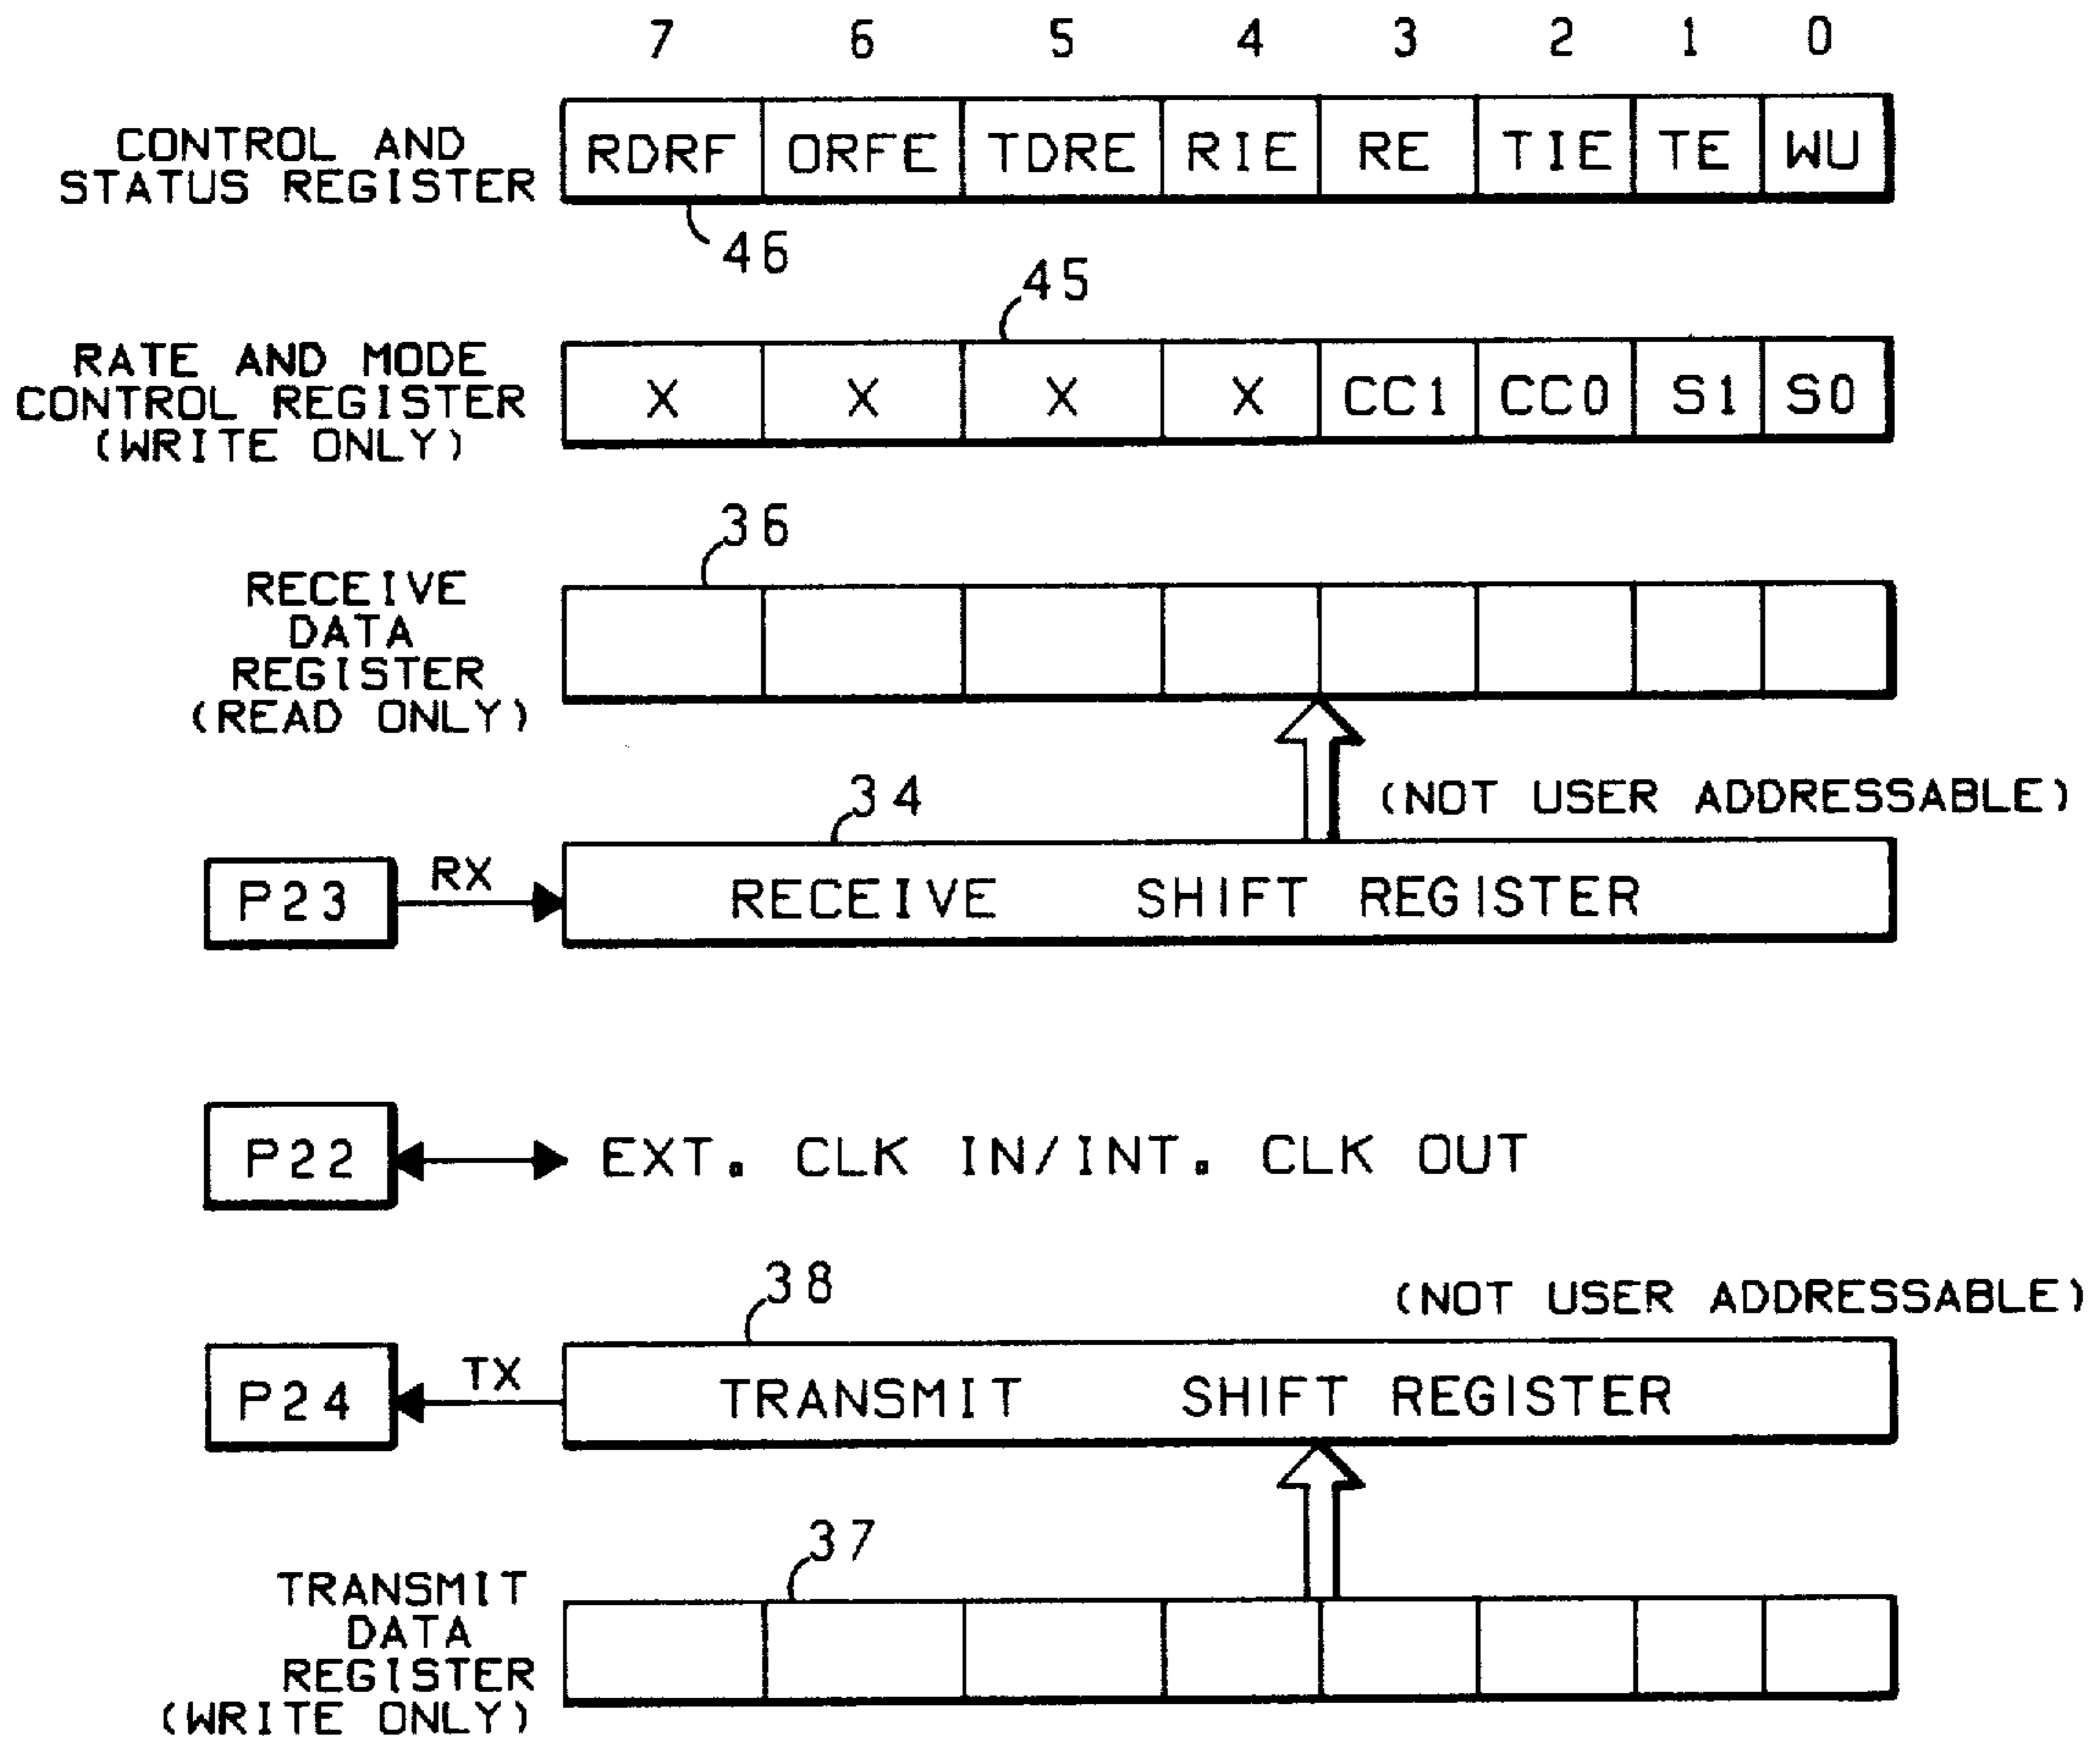 7 6 5 4 3 2 1 0
CONTROL AND
STATUS REGISTER
RDRF ORFE TDRE RIE RE TIE TE WU
46
45
RATE AND MODE
CONTROL REGISTER
(WRITE ONLY)
X X X X CC1 CC0 S1 S0
36
RECEIVE
DATA
REGISTER
(READ ONLY)
34
(NOT USER ADDRESSABLE)
P23 RX RECEIVE SHIFT REGISTER
P22 EXT. CLK IN/INT. CLK OUT
38
(NOT USER ADDRESSABLE)
P24 TX TRANSMIT SHIFT REGISTER
37
TRANSMIT
DATA
REGISTER
(WRITE ONLY)